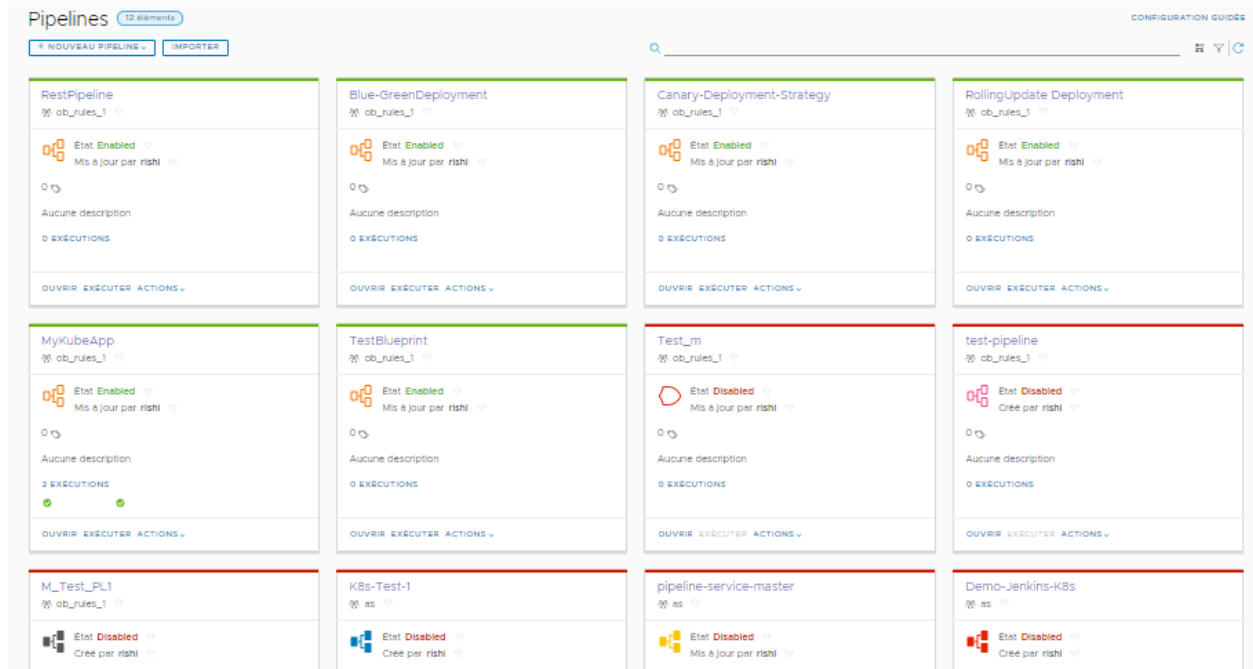 Pipelines 12 éléments
CONFIGURATION GUIDÉE
+ NOUVEAU PIPELINE IMPORTER
RestPipeline
ob_rules_1
État Enabled
Mis à jour par rishi
0
Aucune description
0 EXÉCUTIONS
OUVRIR EXÉCUTER ACTIONS
Blue-GreenDeployment
ob_rules_1
État Enabled
Mis à jour par rishi
0
Aucune description
0 EXÉCUTIONS
OUVRIR EXÉCUTER ACTIONS
Canary-Deployment-Strategy
ob_rules_1
État Enabled
Mis à jour par rishi
0
Aucune description
0 EXÉCUTIONS
OUVRIR EXÉCUTER ACTIONS
RollingUpdate Deployment
ob_rules_1
État Enabled
Mis à jour par rishi
0
Aucune description
0 EXÉCUTIONS
OUVRIR EXÉCUTER ACTIONS
MyKubeApp
ob_rules_1
État Enabled
Mis à jour par rishi
0
Aucune description
2 EXÉCUTIONS
OUVRIR EXÉCUTER ACTIONS
TestBlueprint
ob_rules_1
État Enabled
Mis à jour par rishi
0
Aucune description
0 EXÉCUTIONS
OUVRIR EXÉCUTER ACTIONS
Test_m
ob_rules_1
État Disabled
Mis à jour par rishi
0
Aucune description
0 EXÉCUTIONS
OUVRIR EXÉCUTER ACTIONS
test-pipeline
ob_rules_1
État Disabled
Créé par rishi
0
Aucune description
0 EXÉCUTIONS
OUVRIR EXÉCUTER ACTIONS
M_Test_PL1
ob_rules_1
État Disabled
Créé par rishi
K8s-Test-1
as
État Disabled
Créé par rishi
pipeline-service-master
as
État Disabled
Mis à jour par rishi
Demo-Jenkins-K8s
as
État Disabled
Créé par rishi